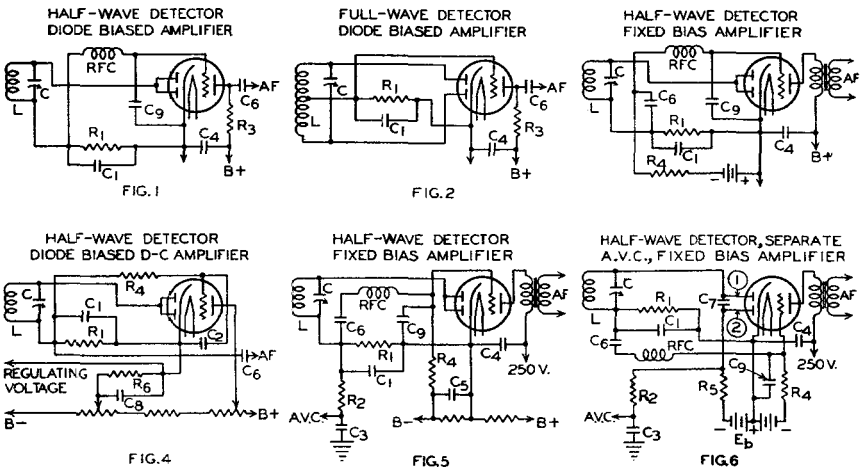 HALF-WAVE DETECTOR
DIODE BIASED AMPLIFIER
RFC
C
L
C9
C6
AF
R3
R1
C4
C1
B+
FIG.1
FULL-WAVE DETECTOR
DIODE BIASED AMPLIFIER
C
R1
C6
AF
L
C1
R3
C4
B+
FIG.2
HALF-WAVE DETECTOR
FIXED BIAS AMPLIFIER
RFC
AF
C
C6
C9
L
R1
C4
C1
B+
R4
- +
HALF-WAVE DETECTOR
DIODE BIASED D-C AMPLIFIER
R4
C
C1
L
R1
C2
AF
C6
REGULATING
VOLTAGE
R6
C8
B-
B+
FIG.4
HALF-WAVE DETECTOR
FIXED BIAS AMPLIFIER
C
RFC
AF
L
C6
C9
R1
C4
C1
R4
250 V.
R2
C5
A.V.C.
B-
B+
C3
FIG.5
HALF-WAVE DETECTOR, SEPARATE
A.V.C., FIXED BIAS AMPLIFIER
1
C
C7
AF
R1
2
L
C1
C4
C6
RFC
C9
250 V.
R2
R5
R4
A.V.C.
- + + -
Eb
C3
FIG.6